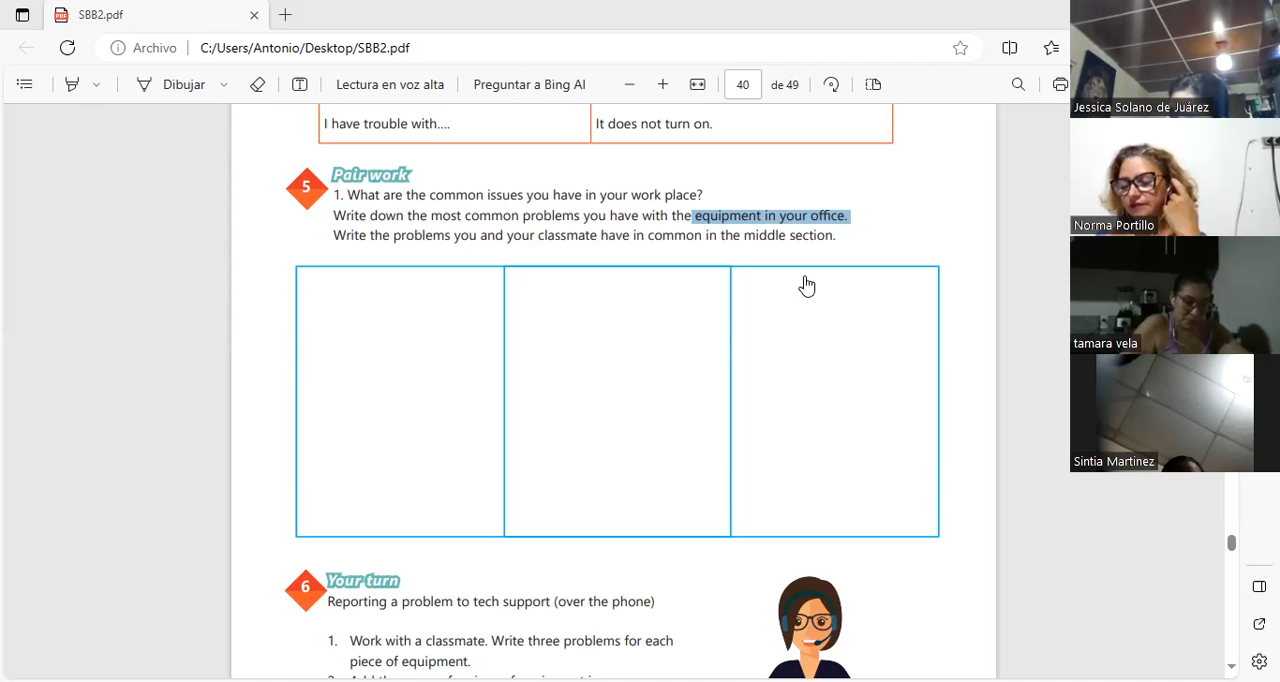 SBB2.pdf
Archivo
C:/Users/Antonio/Desktop/SBB2.pdf
Dibujar
Lectura en voz alta
Preguntar a Bing AI
40
de 49
I have trouble with....
It does not turn on.
5
Pair work
1. What are the common issues you have in your work place?
Write down the most common problems you have with the equipment in your office.
Write the problems you and your classmate have in common in the middle section.
6
Your turn
Reporting a problem to tech support (over the phone)
1. Work with a classmate. Write three problems for each
piece of equipment.
Jessica Solano de Juárez
Norma Portillo
tamara vela
Sintia Martinez